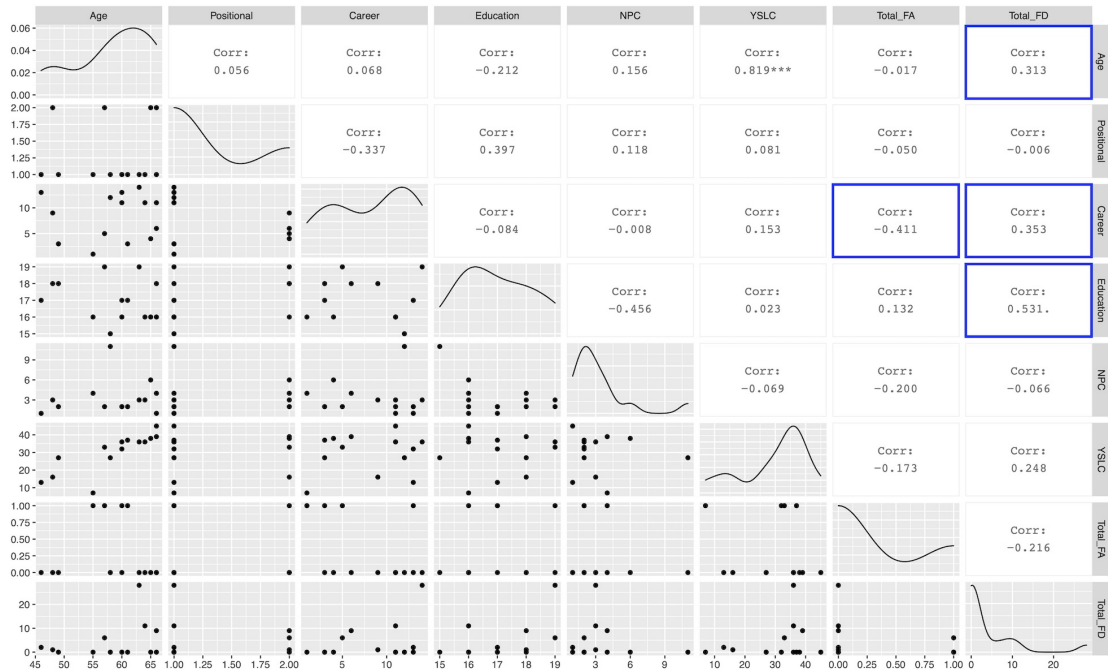 Age Positional Career Education NPC YSLC Total_FA Total_FD
0.06
0.04
0.02
0.00
Corr: Corr: Corr: Corr: Corr: Corr: Corr:
0.056 0.068 -0.212 0.156 0.819*** -0.017 0.313
Age
2.00
1.75
1.50
1.25
1.00
Corr: Corr: Corr: Corr: Corr: Corr:
-0.337 0.397 0.118 0.081 -0.050 -0.006
Positional
10
5
Corr: Corr: Corr: Corr: Corr:
-0.084 -0.008 0.153 -0.411 0.353
Career
19
18
17
16
15
Corr: Corr: Corr: Corr:
-0.456 0.023 0.132 0.531.
Education
9
6
3
Corr: Corr: Corr:
-0.069 -0.200 -0.066
NPC
40
30
20
10
Corr: Corr:
-0.173 0.248
YSLC
1.00
0.75
0.50
0.25
0.00
Corr:
-0.216
Total_FA
20
10
0
Total_FD
45 50 55 60 65 1.00 1.25 1.50 1.75 2.00 5 10 15 16 17 18 19 3 6 9 10 20 30 40 0.00 0.25 0.50 0.75 1.00 0 10 20